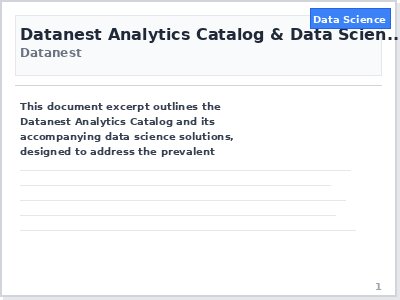 Data Science
Datanest Analytics Catalog & Data Scien...
Datanest
This document excerpt outlines the
Datanest Analytics Catalog and its
accompanying data science solutions,
designed to address the prevalent
1